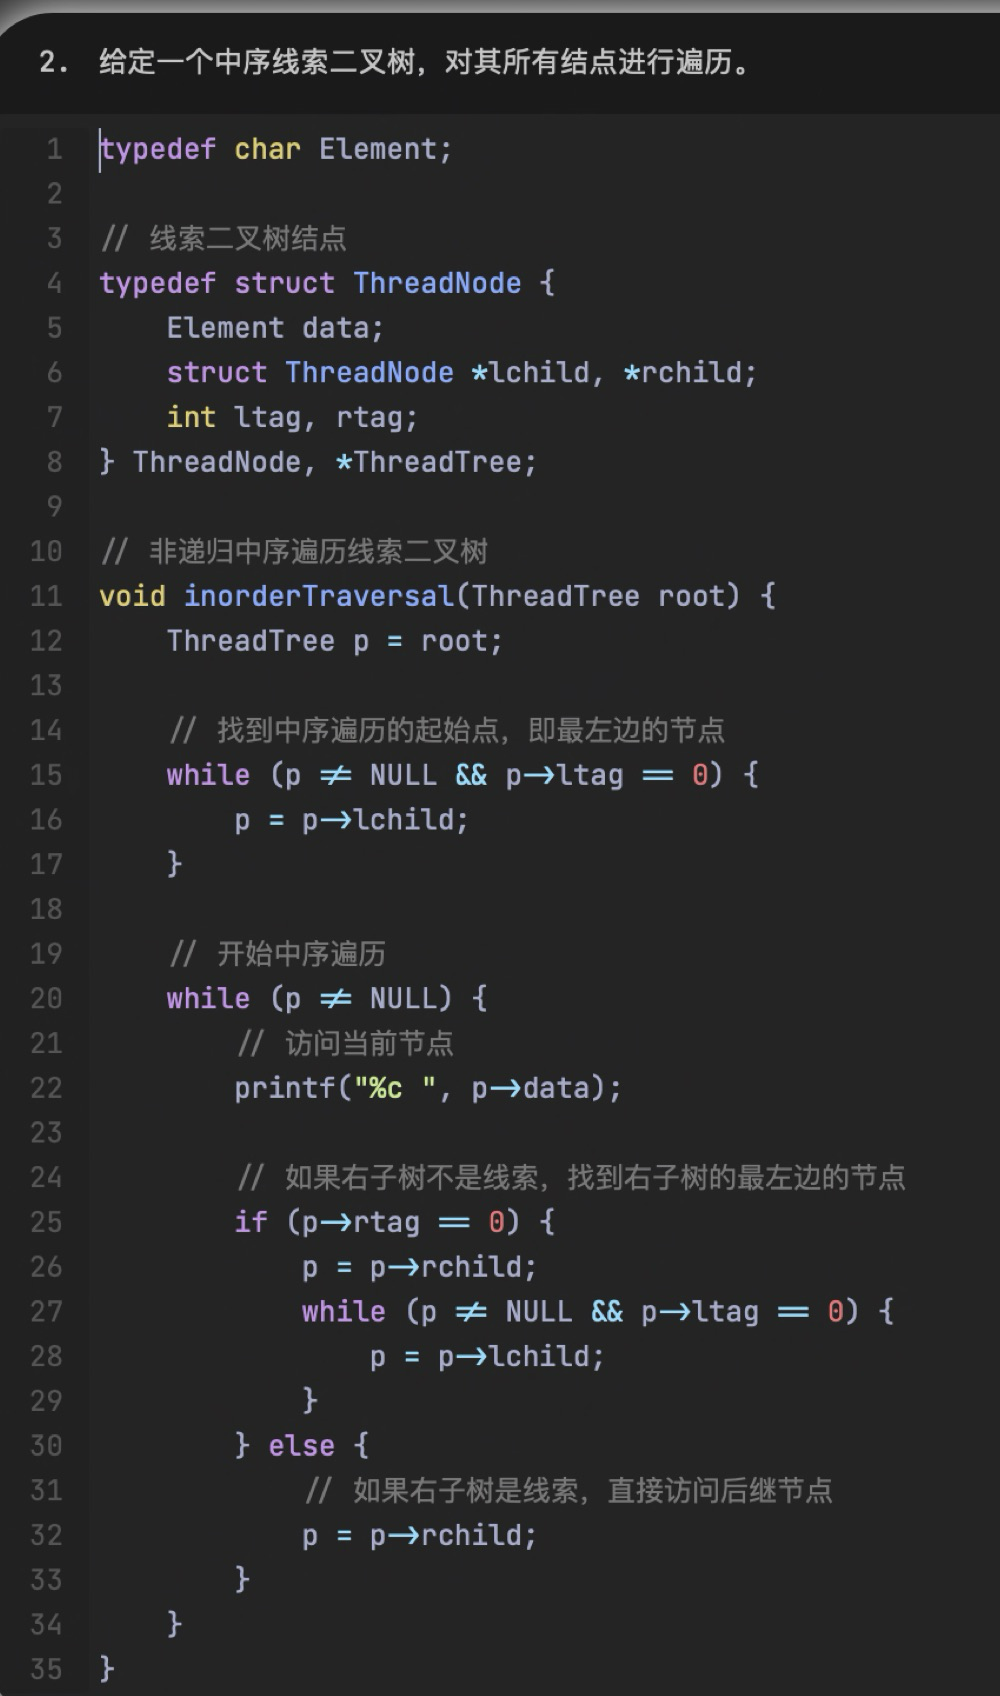 2. 给定一个中序线索二叉树，对其所有结点进行遍历。
1 typedef char Element;
2
3 // 线索二叉树结点
4 typedef struct ThreadNode {
5     Element data;
6     struct ThreadNode *lchild, *rchild;
7     int ltag, rtag;
8 } ThreadNode, *ThreadTree;
9
10 // 非递归中序遍历线索二叉树
11 void inorderTraversal(ThreadTree root) {
12     ThreadTree p = root;
13
14     // 找到中序遍历的起始点，即最左边的节点
15     while (p != NULL && p->ltag == 0) {
16         p = p->lchild;
17     }
18
19     // 开始中序遍历
20     while (p != NULL) {
21         // 访问当前节点
22         printf("%c ", p->data);
23
24         // 如果右子树不是线索，找到右子树的最左边的节点
25         if (p->rtag == 0) {
26             p = p->rchild;
27             while (p != NULL && p->ltag == 0) {
28                 p = p->lchild;
29             }
30         } else {
31             // 如果右子树是线索，直接访问后继节点
32             p = p->rchild;
33         }
34     }
35 }